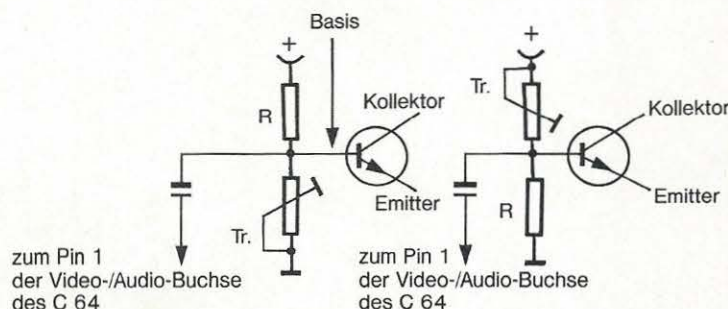 Basis
+
R
Kollektor
Emitter
Tr.
zum Pin 1
der Video-/Audio-Buchse
des C 64
+
Tr.
Kollektor
Emitter
R
zum Pin 1
der Video-/Audio-Buchse
des C 64